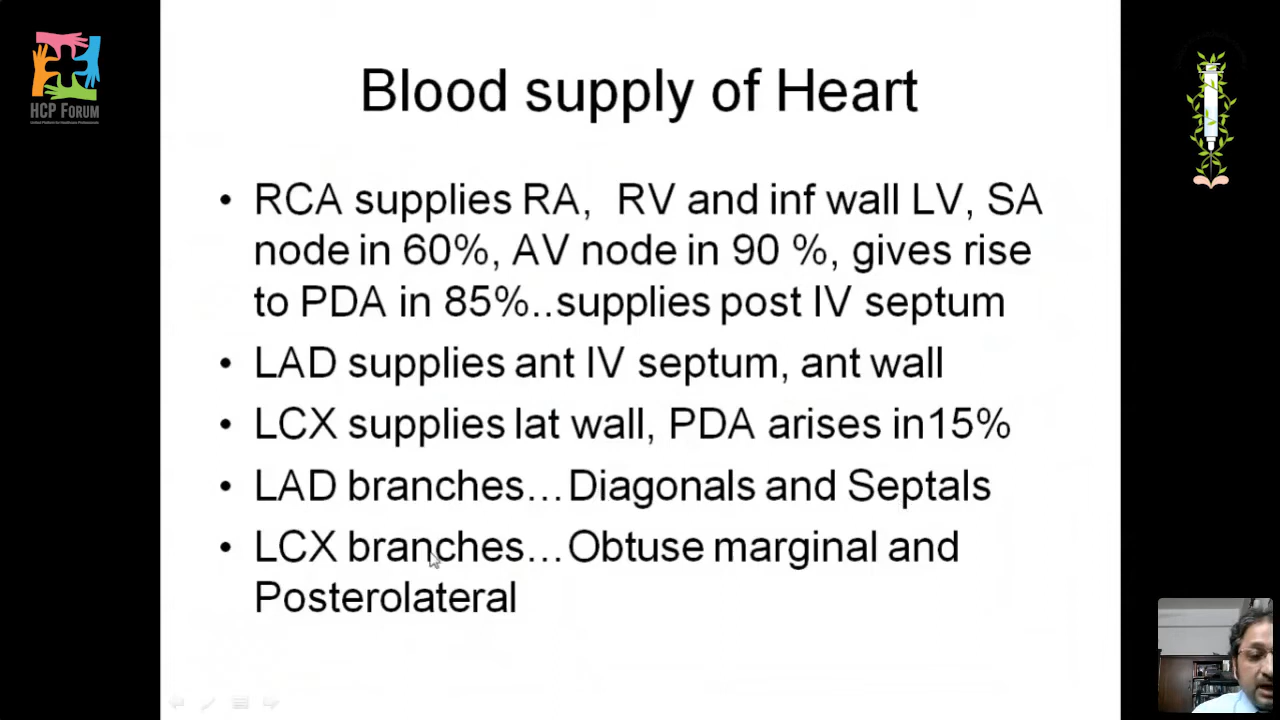 HCP FORUM
Blood supply of Heart
• RCA supplies RA, RV and inf wall LV, SA
node in 60%, AV node in 90 %, gives rise
to PDA in 85%..supplies post IV septum
• LAD supplies ant IV septum, ant wall
• LCX supplies lat wall, PDA arises in15%
• LAD branches…Diagonals and Septals
• LCX branches…Obtuse marginal and
Posterolateral